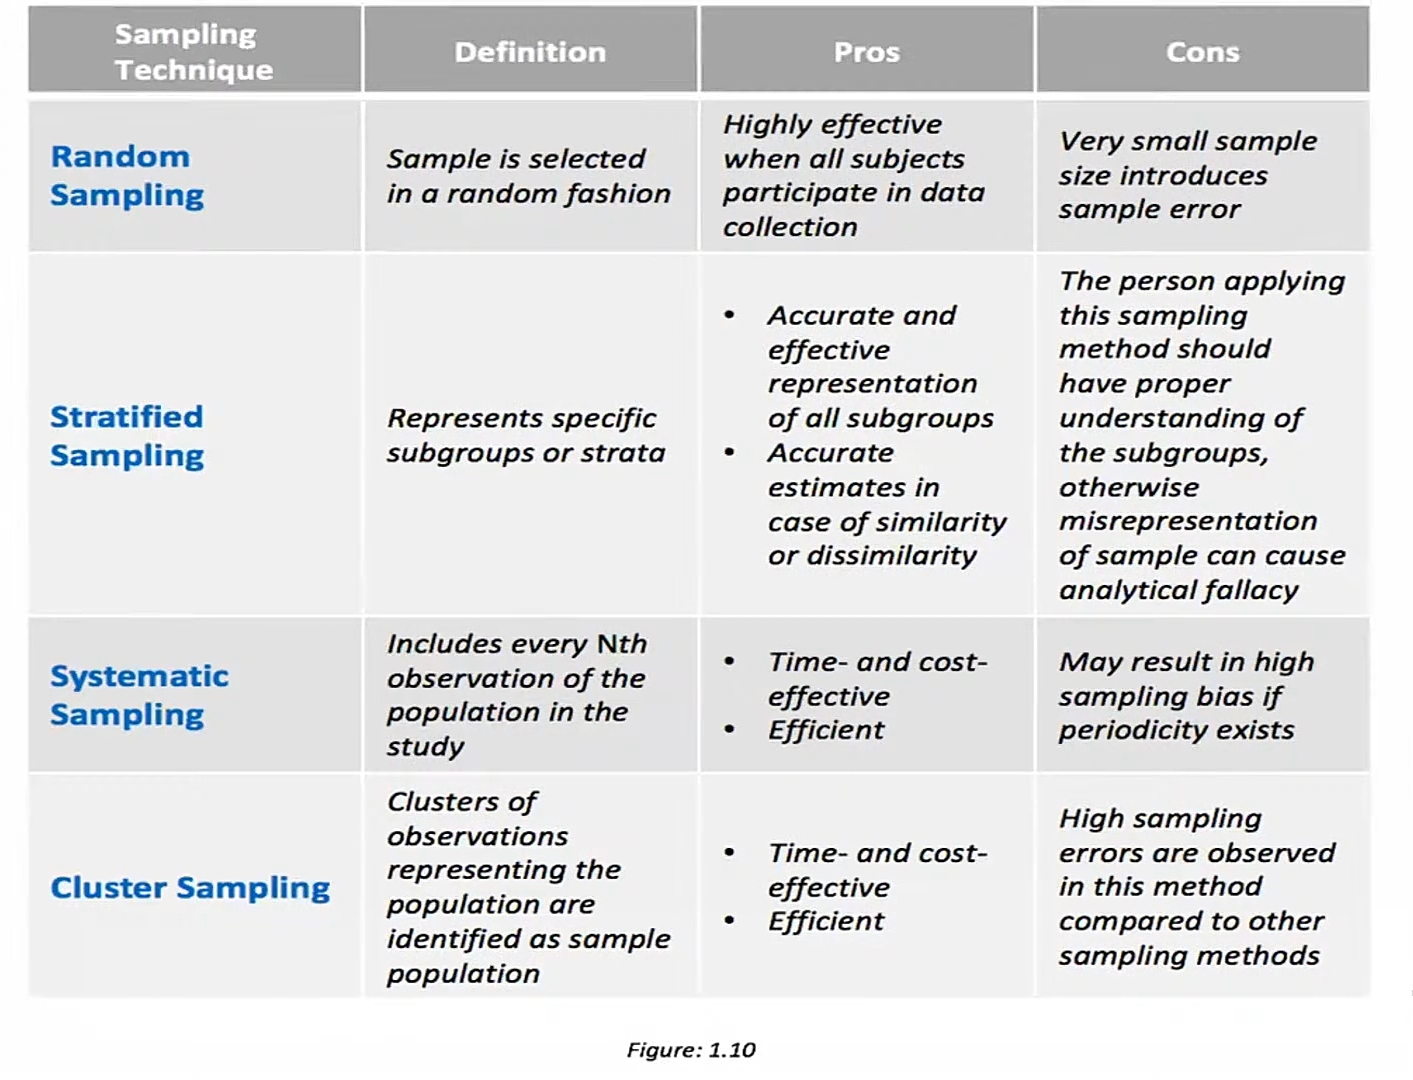 Sampling
Technique
Definition
Pros
Cons
Random
Sampling
Sample is selected
in a random fashion
Highly effective
when all subjects
participate in data
collection
Very small sample
size introduces
sample error
Stratified
Sampling
Represents specific
subgroups or strata
• Accurate and
effective
representation
of all subgroups
• Accurate
estimates in
case of similarity
or dissimilarity
The person applying
this sampling
method should
have proper
understanding of
the subgroups,
otherwise
misrepresentation
of sample can cause
analytical fallacy
Systematic
Sampling
Includes every Nth
observation of the
population in the
study
• Time- and cost-
effective
• Efficient
May result in high
sampling bias if
periodicity exists
Cluster Sampling
Clusters of
observations
representing the
population are
identified as sample
population
• Time- and cost-
effective
• Efficient
High sampling
errors are observed
in this method
compared to other
sampling methods
Figure: 1.10